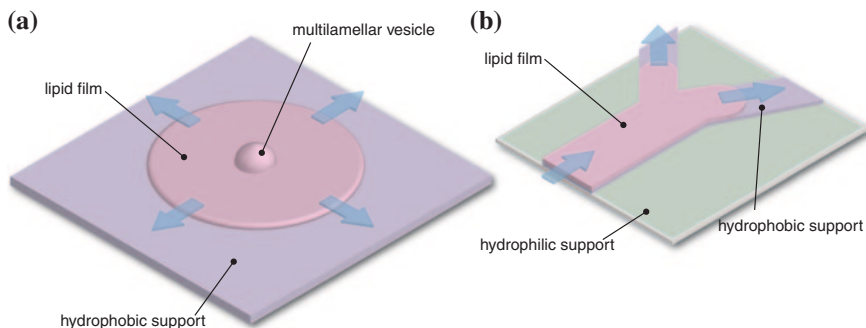 (a)
multilamellar vesicle
lipid film
hydrophobic support
(b)
lipid film
hydrophilic support
hydrophobic support